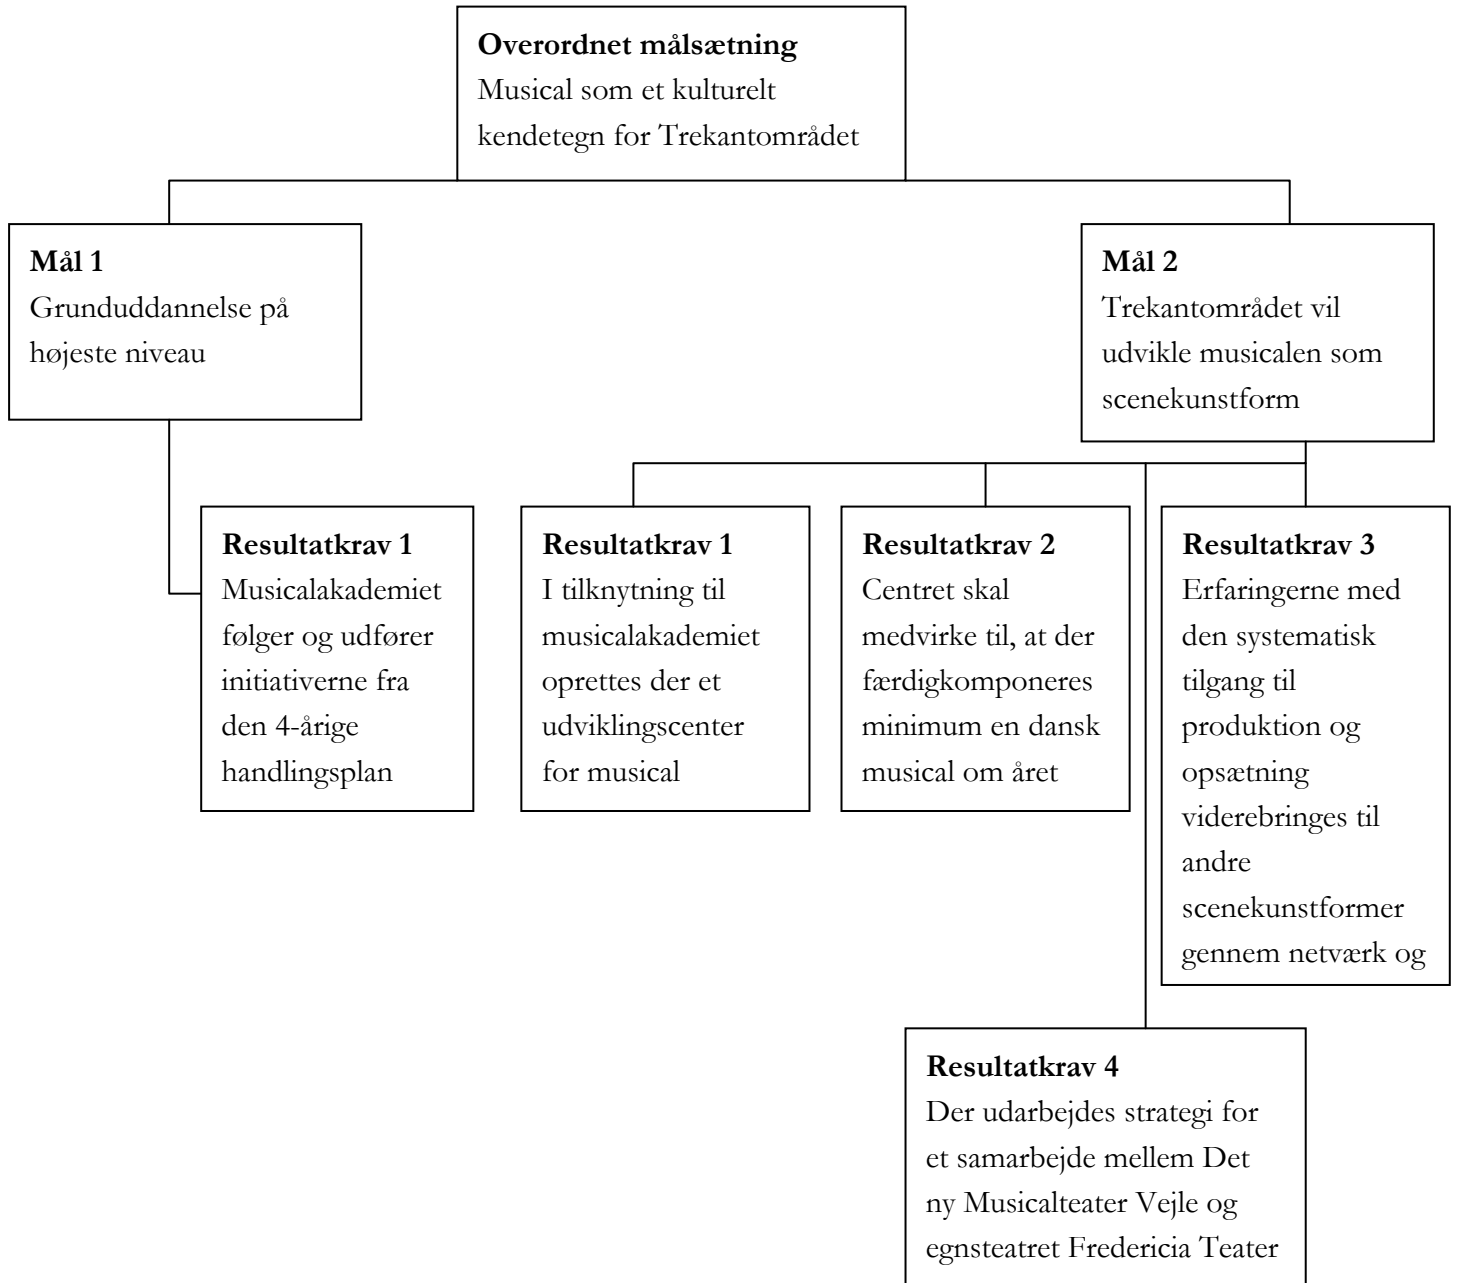 Overordnet målsætning
Musical som et kulturelt
kendetegn for Trekantområdet
Mål 1
Grunduddannelse på
højeste niveau
Mål 2
Trekantområdet vil
udvikle musicalen som
scenekunstform
Resultatkrav 1
Musicalakademiet
følger og udfører
initiativerne fra
den 4-årige
handlingsplan
Resultatkrav 1
I tilknytning til
musicalakademiet
oprettes der et
udviklingscenter
for musical
Resultatkrav 2
Centret skal
medvirke til, at der
færdigkomponeres
minimum en dansk
musical om året
Resultatkrav 3
Erfaringerne med
den systematisk
tilgang til
produktion og
opsætning
viderebringes til
andre
scenekunstformer
gennem netværk og
Resultatkrav 4
Der udarbejdes strategi for
et samarbejde mellem Det
ny Musicalteater Vejle og
egnsteatret Fredericia Teater